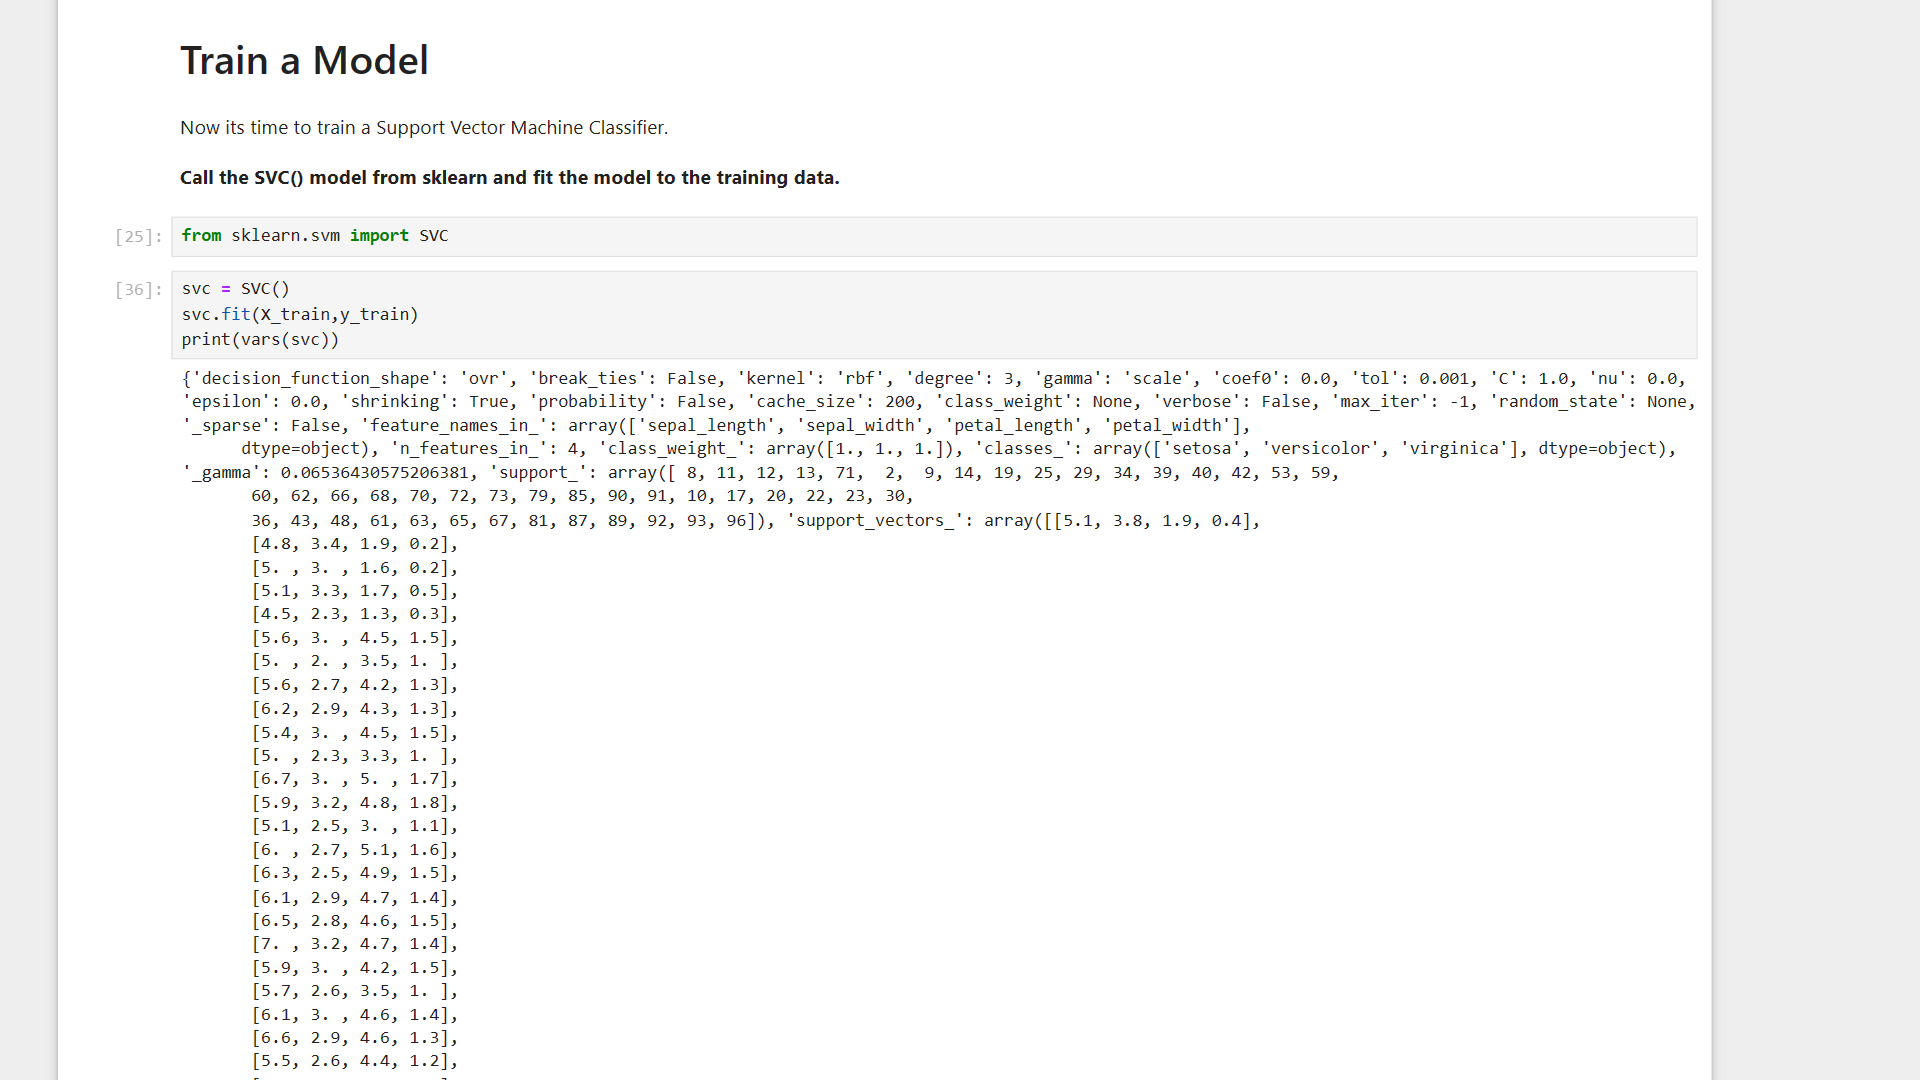 Train a Model
Now its time to train a Support Vector Machine Classifier.
Call the SVC() model from sklearn and fit the model to the training data.
[25]: from sklearn.svm import SVC
[36]: svc = SVC()
svc.fit(X_train,y_train)
print(vars(svc))
{'decision_function_shape': 'ovr', 'break_ties': False, 'kernel': 'rbf', 'degree': 3, 'gamma': 'scale', 'coef0': 0.0, 'tol': 0.001, 'C': 1.0, 'nu': 0.0,
'epsilon': 0.0, 'shrinking': True, 'probability': False, 'cache_size': 200, 'class_weight': None, 'verbose': False, 'max_iter': -1, 'random_state': None,
'_sparse': False, 'feature_names_in_': array(['sepal_length', 'sepal_width', 'petal_length', 'petal_width'],
dtype=object), 'n_features_in_': 4, 'class_weight_': array([1., 1., 1.]), 'classes_': array(['setosa', 'versicolor', 'virginica'], dtype=object),
'_gamma': 0.06536430575206381, 'support_': array([ 8, 11, 12, 13, 71,  2,  9, 14, 19, 25, 29, 34, 39, 40, 42, 53, 59,
60, 62, 66, 68, 70, 72, 73, 79, 85, 90, 91, 10, 17, 20, 22, 23, 30,
36, 43, 48, 61, 63, 65, 67, 81, 87, 89, 92, 93, 96]), 'support_vectors_': array([[5.1, 3.8, 1.9, 0.4],
[4.8, 3.4, 1.9, 0.2],
[5. , 3. , 1.6, 0.2],
[5.1, 3.3, 1.7, 0.5],
[4.5, 2.3, 1.3, 0.3],
[5.6, 3. , 4.5, 1.5],
[5. , 2. , 3.5, 1. ],
[5.6, 2.7, 4.2, 1.3],
[6.2, 2.9, 4.3, 1.3],
[5.4, 3. , 4.5, 1.5],
[5. , 2.3, 3.3, 1. ],
[6.7, 3. , 5. , 1.7],
[5.9, 3.2, 4.8, 1.8],
[5.1, 2.5, 3. , 1.1],
[6. , 2.7, 5.1, 1.6],
[6.3, 2.5, 4.9, 1.5],
[6.1, 2.9, 4.7, 1.4],
[6.5, 2.8, 4.6, 1.5],
[7. , 3.2, 4.7, 1.4],
[5.9, 3. , 4.2, 1.5],
[5.7, 2.6, 3.5, 1. ],
[6.1, 3. , 4.6, 1.4],
[6.6, 2.9, 4.6, 1.3],
[5.5, 2.6, 4.4, 1.2],